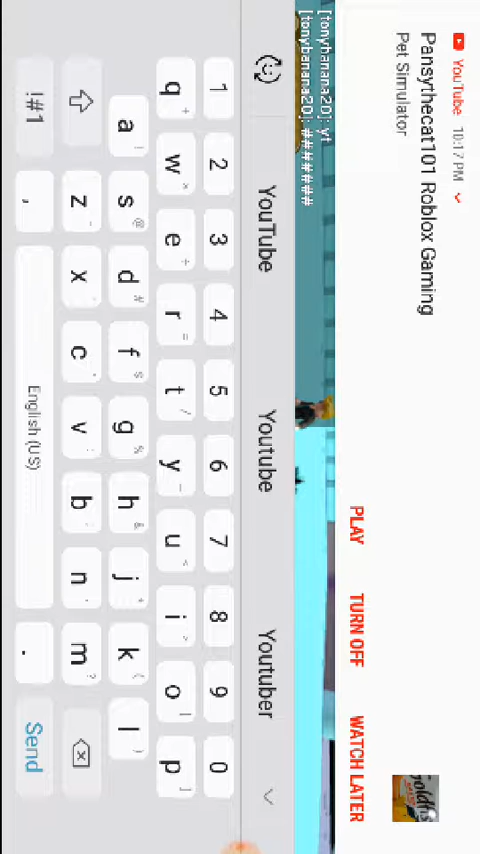 YouTube 10:17 PM
Pansythecat101 Roblox Gaming
Pet Simulator
PLAY TURN OFF WATCH LATER
[tonybanana20]: yt
[tonybanana20]: #######
YouTube Youtube Youtuber
1 2 3 4 5 6 7 8 9 0
q w e r t y u i o p
a s d f g h j k l
z x c v b n m
!#1 , English (US) . Send